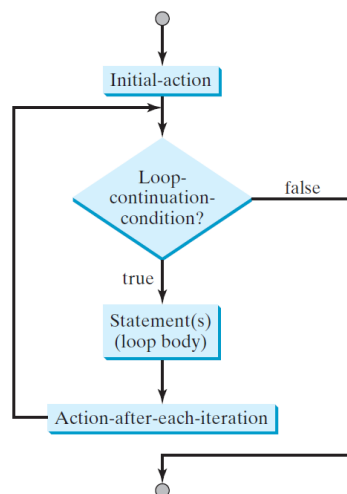 Initial-action
Loop-
continuation-
condition?
false
true
Statement(s)
(loop body)
Action-after-each-iteration